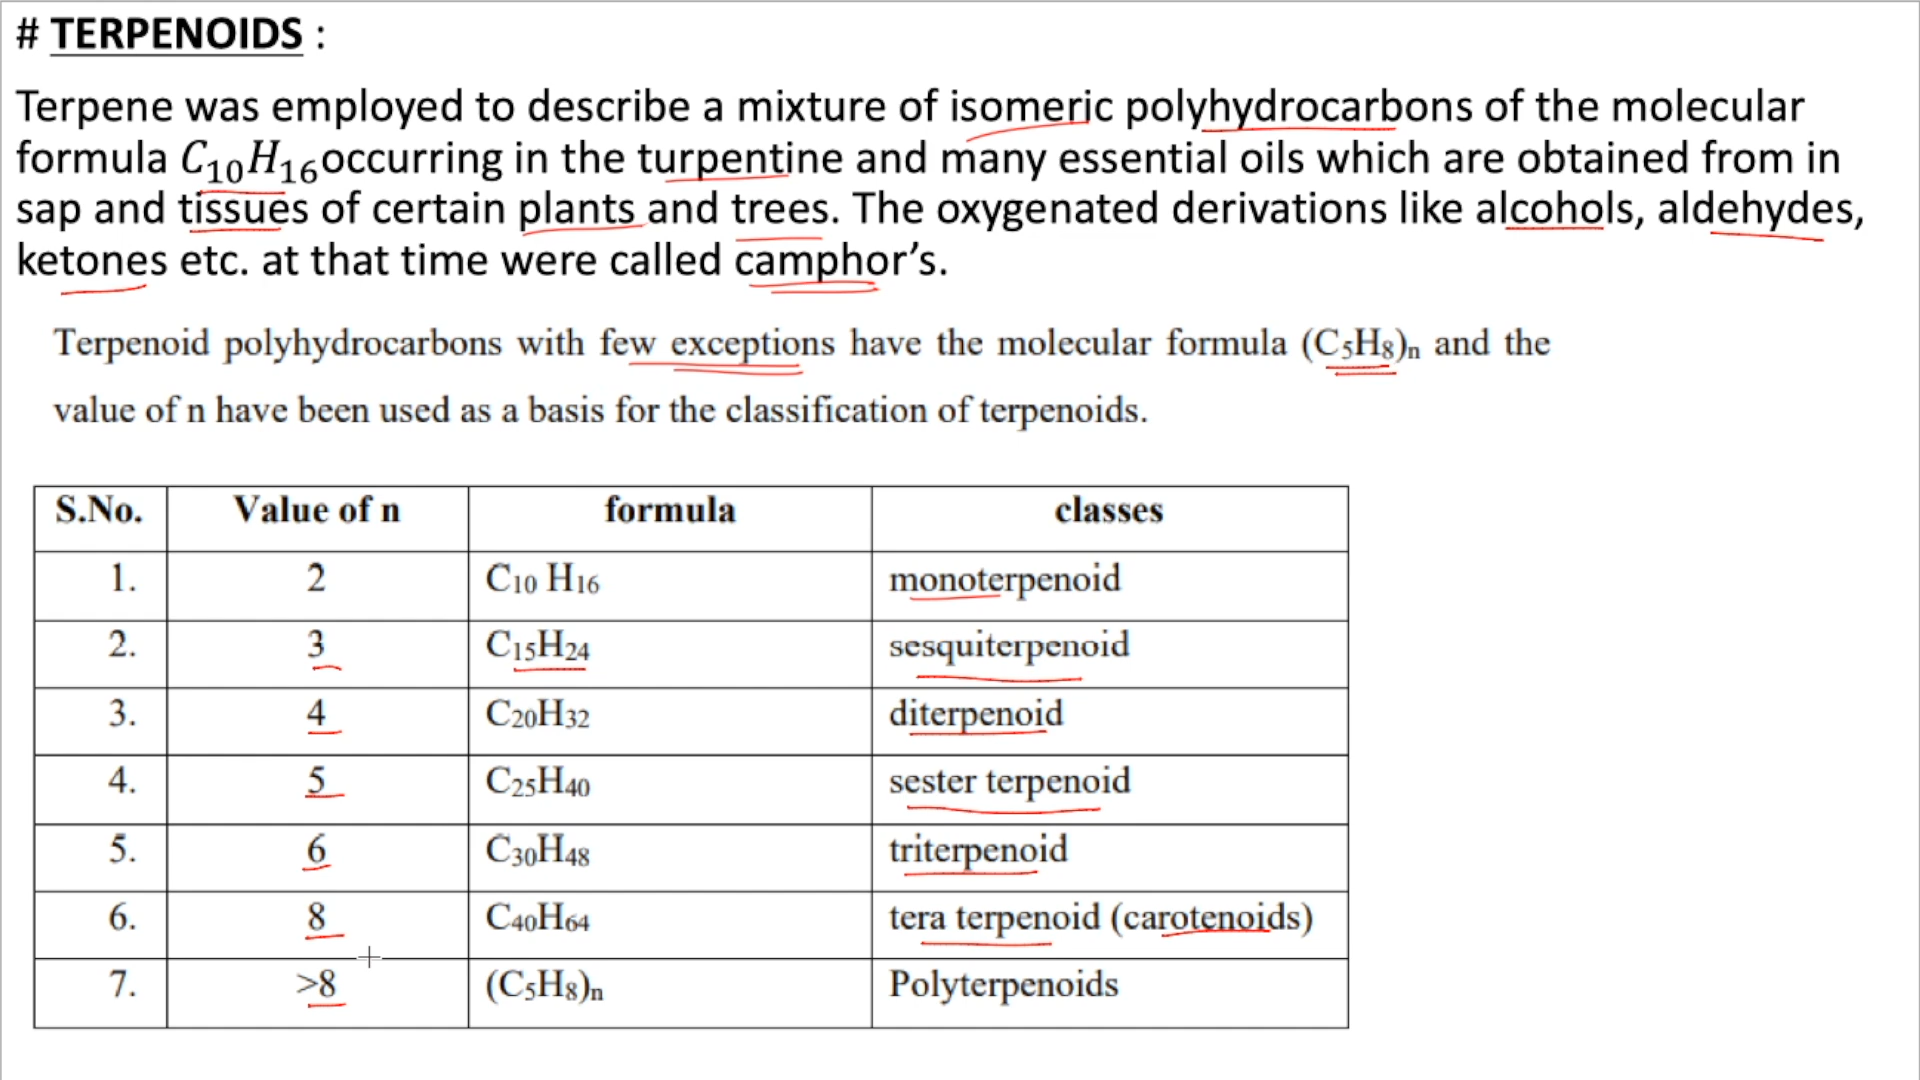 # TERPENOIDS :
Terpene was employed to describe a mixture of isomeric polyhydrocarbons of the molecular
formula C₁₀H₁₆occurring in the turpentine and many essential oils which are obtained from in
sap and tissues of certain plants and trees. The oxygenated derivations like alcohols, aldehydes,
ketones etc. at that time were called camphor’s.
Terpenoid polyhydrocarbons with few exceptions have the molecular formula (C₅H₈)ₙ and the
value of n have been used as a basis for the classification of terpenoids.
S.No. Value of n formula classes
1. 2 C₁₀ H₁₆ monoterpenoid
2. 3 C₁₅H₂₄ sesquiterpenoid
3. 4 C₂₀H₃₂ diterpenoid
4. 5 C₂₅H₄₀ sester terpenoid
5. 6 C₃₀H₄₈ triterpenoid
6. 8 C₄₀H₆₄ tera terpenoid (carotenoids)
7. >8 (C₅H₈)ₙ Polyterpenoids